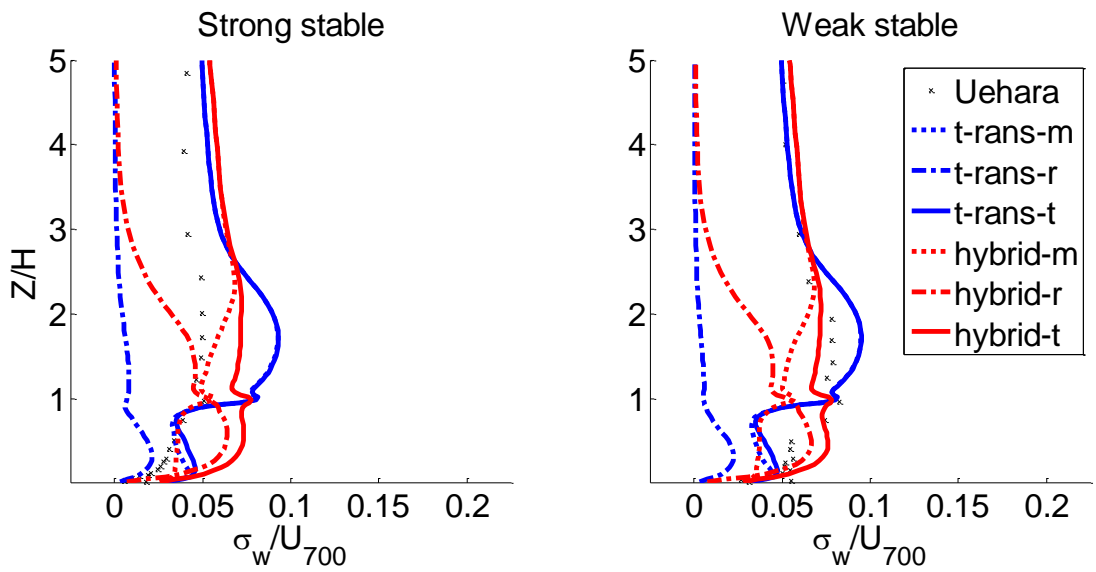 Strong stable
5
4
3
2
1
Z/H
0 0.05 0.1 0.15 0.2
σw/U700
Weak stable
5
4
3
2
1
0 0.05 0.1 0.15 0.2
σw/U700
Uehara
t-rans-m
t-rans-r
t-rans-t
hybrid-m
hybrid-r
hybrid-t